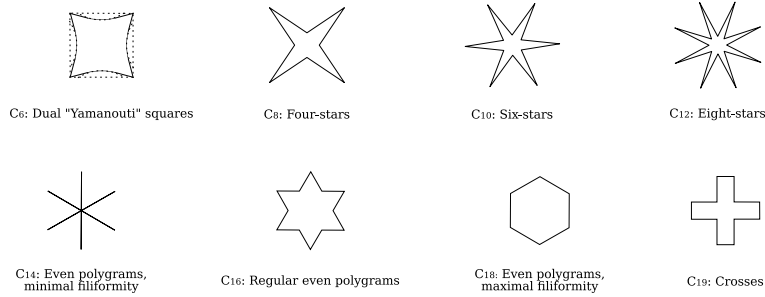 C6: Dual "Yamanouti" squares
C8: Four-stars
C10: Six-stars
C12: Eight-stars
C14: Even polygrams,
minimal filiformity
C16: Regular even polygrams
C18: Even polygrams,
maximal filiformity
C19: Crosses